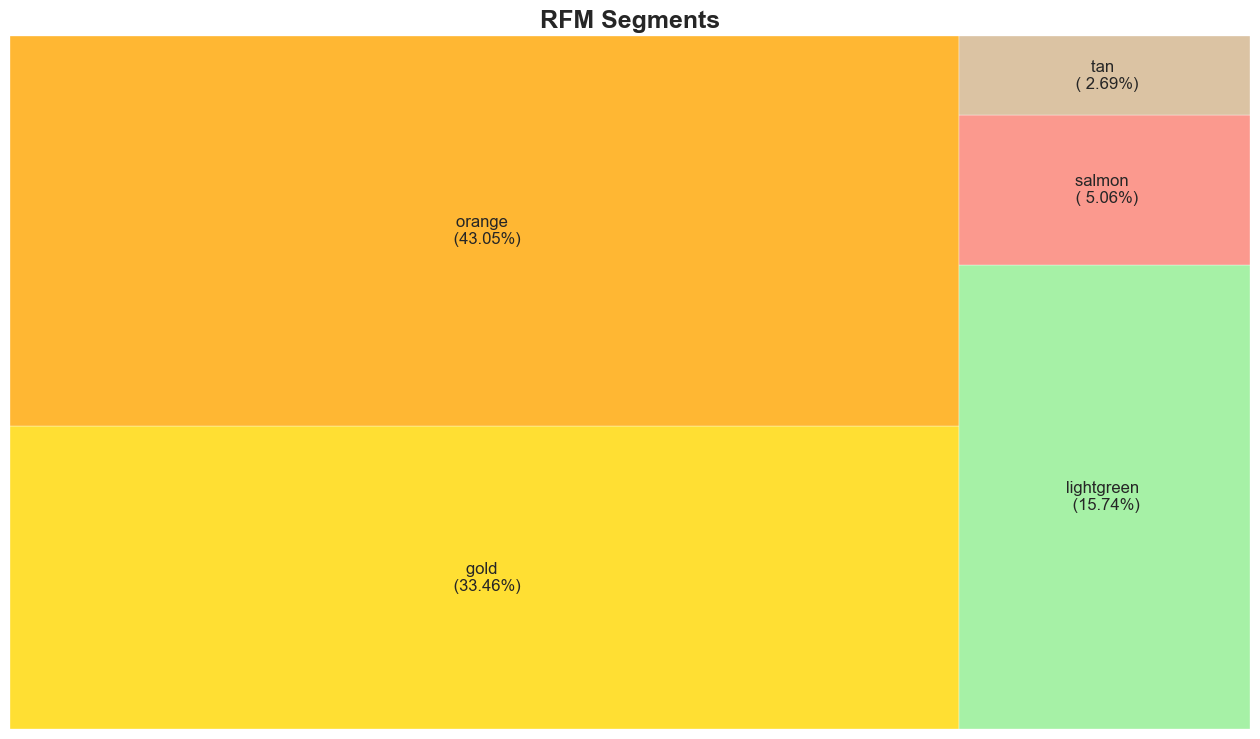 RFM Segments
orange
(43.05%)
gold
(33.46%)
tan
( 2.69%)
salmon
( 5.06%)
lightgreen
(15.74%)